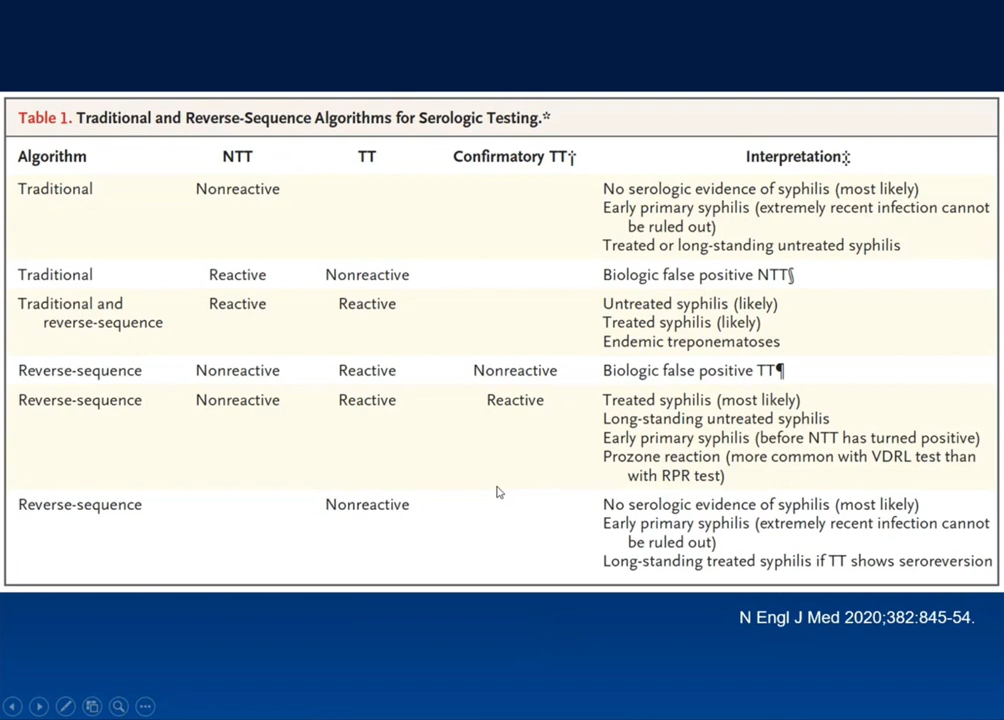 Table 1. Traditional and Reverse-Sequence Algorithms for Serologic Testing.*
Algorithm NTT TT Confirmatory TT† Interpretation‡
Traditional Nonreactive No serologic evidence of syphilis (most likely)
Early primary syphilis (extremely recent infection cannot
be ruled out)
Treated or long-standing untreated syphilis
Traditional Reactive Nonreactive Biologic false positive NTT§
Traditional and Reactive Reactive Untreated syphilis (likely)
reverse-sequence Treated syphilis (likely)
Endemic treponematoses
Reverse-sequence Nonreactive Reactive Nonreactive Biologic false positive TT¶
Reverse-sequence Nonreactive Reactive Reactive Treated syphilis (most likely)
Long-standing untreated syphilis
Early primary syphilis (before NTT has turned positive)
Prozone reaction (more common with VDRL test than
with RPR test)
Reverse-sequence Nonreactive No serologic evidence of syphilis (most likely)
Early primary syphilis (extremely recent infection cannot
be ruled out)
Long-standing treated syphilis if TT shows seroreversion
N Engl J Med 2020;382:845-54.